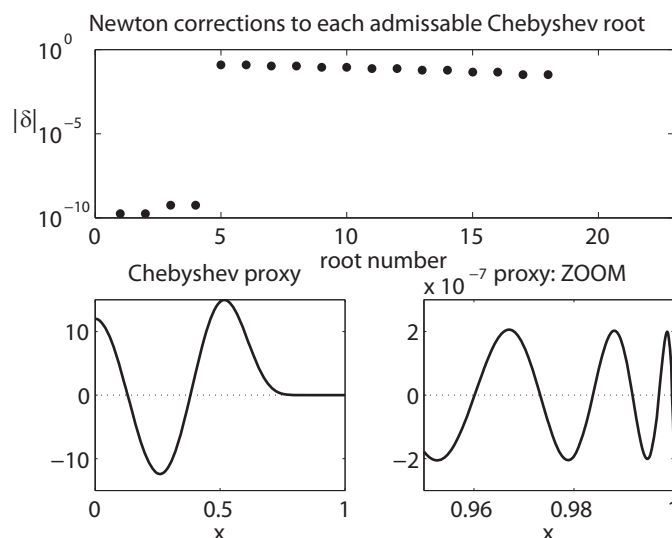 Newton corrections to each admissable Chebyshev root
10^0
|δ|
10^−5
10^−10
0 5 10 15 20
root number
Chebyshev proxy
x 10^−7 proxy: ZOOM
10
0
−10
0 0.5 1
x
2
0
−2
0.96 0.98 1
x